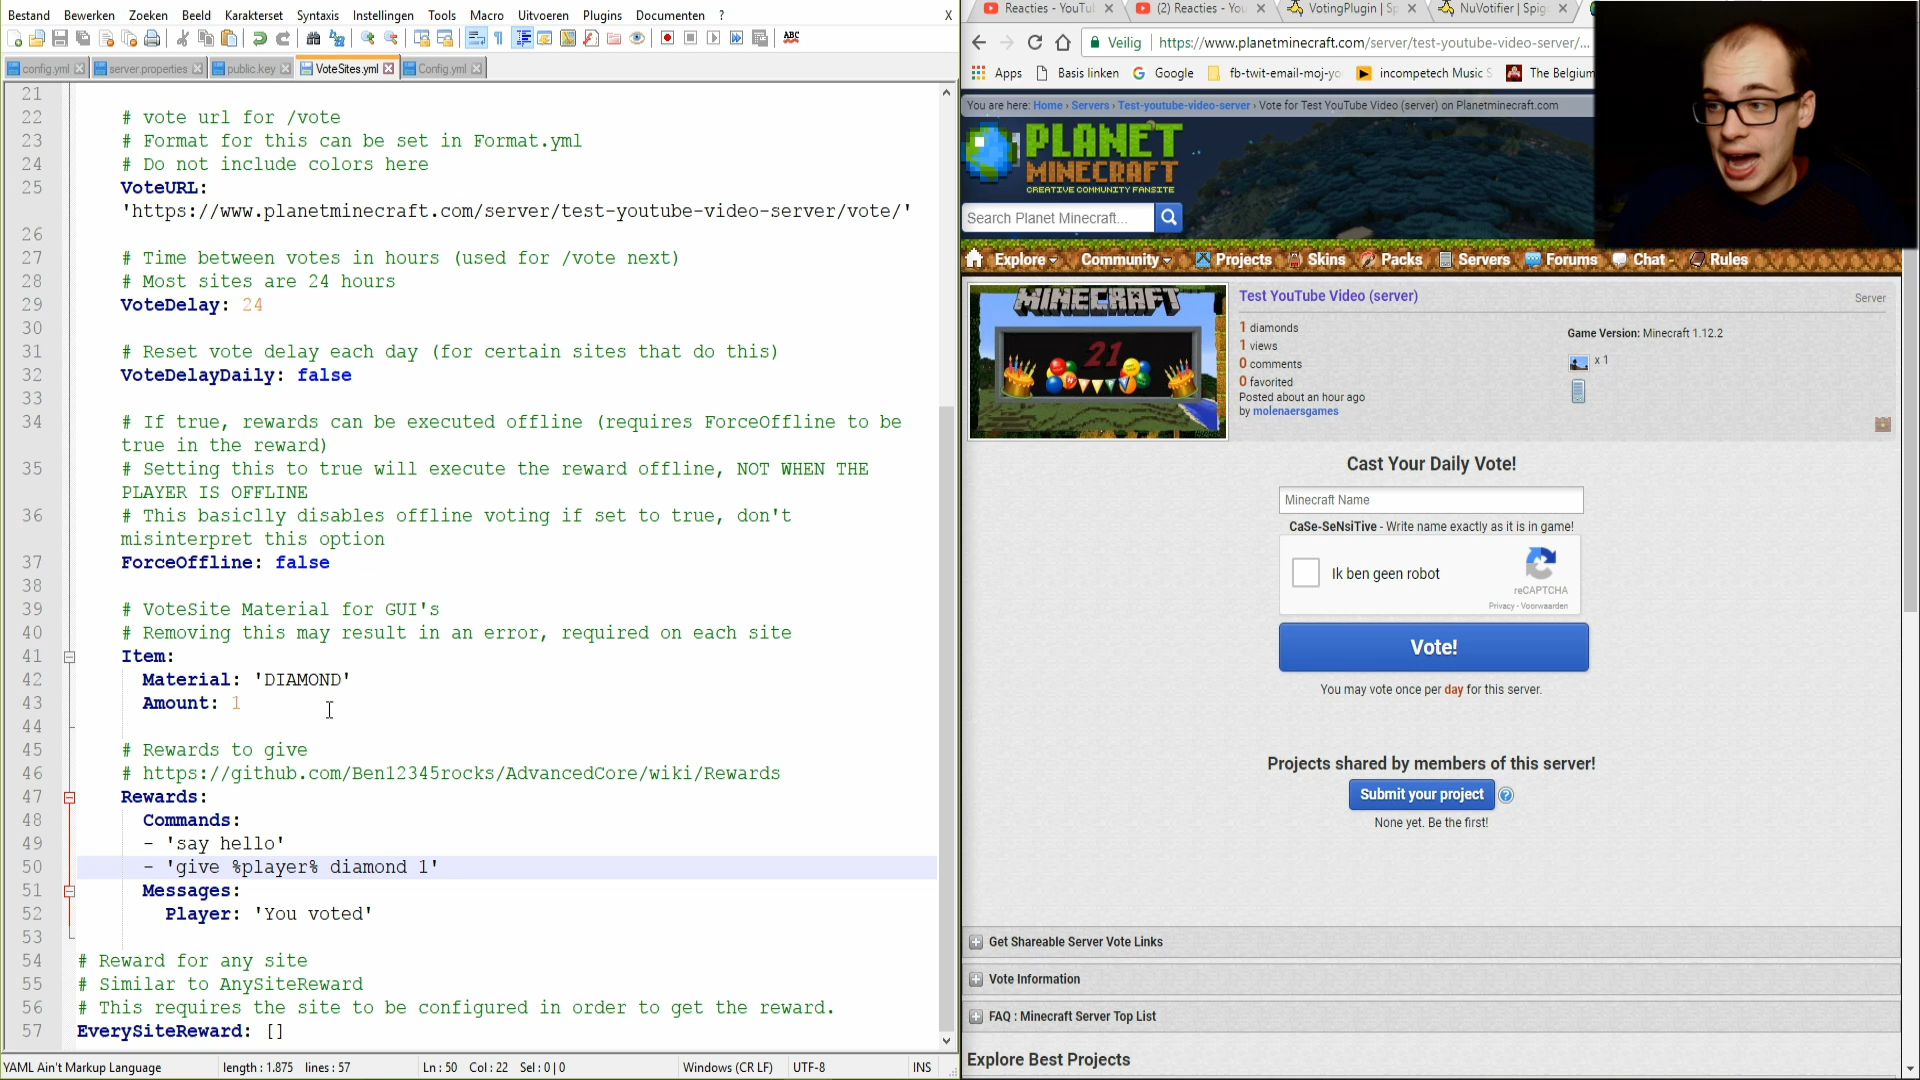 Bestand Bewerken Zoeken Beeld Karakterset Syntaxis Instellingen Tools Macro Uitvoeren Plugins Documenten ? X
ABC
config.yml server.properties public.key VoteSites.yml Config.yml
21
22 # vote url for /vote
23 # Format for this can be set in Format.yml
24 # Do not include colors here
25 VoteURL:
'https://www.planetminecraft.com/server/test-youtube-video-server/vote/'
26
27 # Time between votes in hours (used for /vote next)
28 # Most sites are 24 hours
29 VoteDelay: 24
30
31 # Reset vote delay each day (for certain sites that do this)
32 VoteDelayDaily: false
33
34 # If true, rewards can be executed offline (requires ForceOffline to be
true in the reward)
35 # Setting this to true will execute the reward offline, NOT WHEN THE
PLAYER IS OFFLINE
36 # This basiclly disables offline voting if set to true, don't
misinterpret this option
37 ForceOffline: false
38
39 # VoteSite Material for GUI's
40 # Removing this may result in an error, required on each site
41 Item:
42 Material: 'DIAMOND'
43 Amount: 1
44
45 # Rewards to give
46 # https://github.com/Ben12345rocks/AdvancedCore/wiki/Rewards
47 Rewards:
48 Commands:
49 - 'say hello'
50 - 'give %player% diamond 1'
51 Messages:
52 Player: 'You voted'
53
54 # Reward for any site
55 # Similar to AnySiteReward
56 # This requires the site to be configured in order to get the reward.
57 EverySiteReward: []
YAML Ain't Markup Language length : 1.875 lines : 57 Ln : 50 Col : 22 Sel : 0 | 0 Windows (CR LF) UTF-8 INS
Reacties - YouTu (2) Reacties - You VotingPlugin | Sp NuVotifier | Spig
Veilig https://www.planetminecraft.com/server/test-youtube-video-server/...
Apps Basis linken Google fb-twit-email-moj-yo incompetech Music S The Belgium
You are here: Home › Servers › Test-youtube-video-server › Vote for Test YouTube Video (server) on Planetminecraft.com
PLANET
MINECRAFT
CREATIVE COMMUNITY FANSITE
Search Planet Minecraft...
Explore Community Projects Skins Packs Servers Forums Chat Rules
MINECRAFT
21
Test YouTube Video (server)
Server
1 diamonds
1 views
0 comments
0 favorited
Posted about an hour ago
by molenaersgames
Game Version: Minecraft 1.12.2
x 1
Cast Your Daily Vote!
Minecraft Name
CaSe-SeNsiTive - Write name exactly as it is in game!
Ik ben geen robot
reCAPTCHA
Privacy - Voorwaarden
Vote!
You may vote once per day for this server.
Projects shared by members of this server!
Submit your project ?
None yet. Be the first!
Get Shareable Server Vote Links
Vote Information
FAQ : Minecraft Server Top List
Explore Best Projects